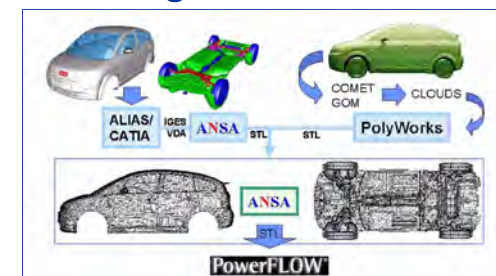 COMET
GOM
CLOUDS
ALIAS/
CATIA
IGES
VDA
ANSA
STL
STL
PolyWorks
ANSA
STL
PowerFLOW